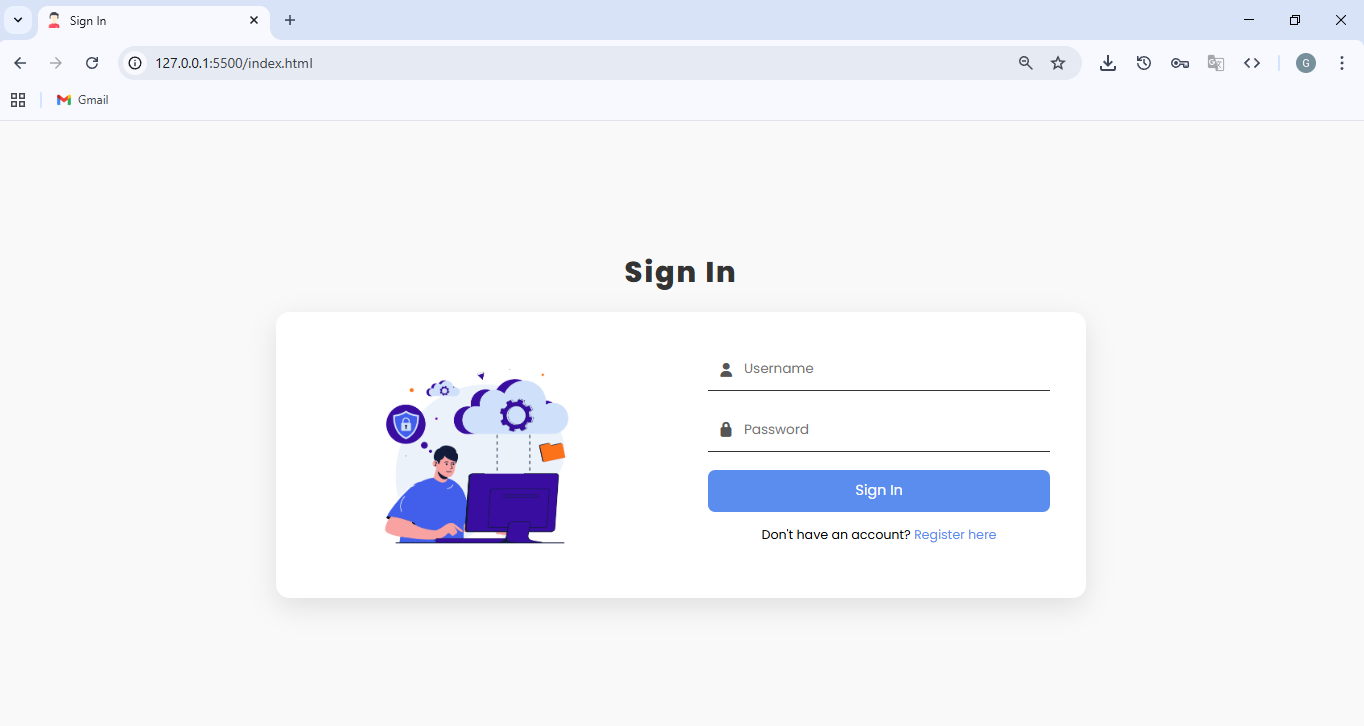 Sign In
127.0.0.1:5500/index.html
G
Gmail
Sign In
Username
Password
Sign In
Don't have an account? Register here